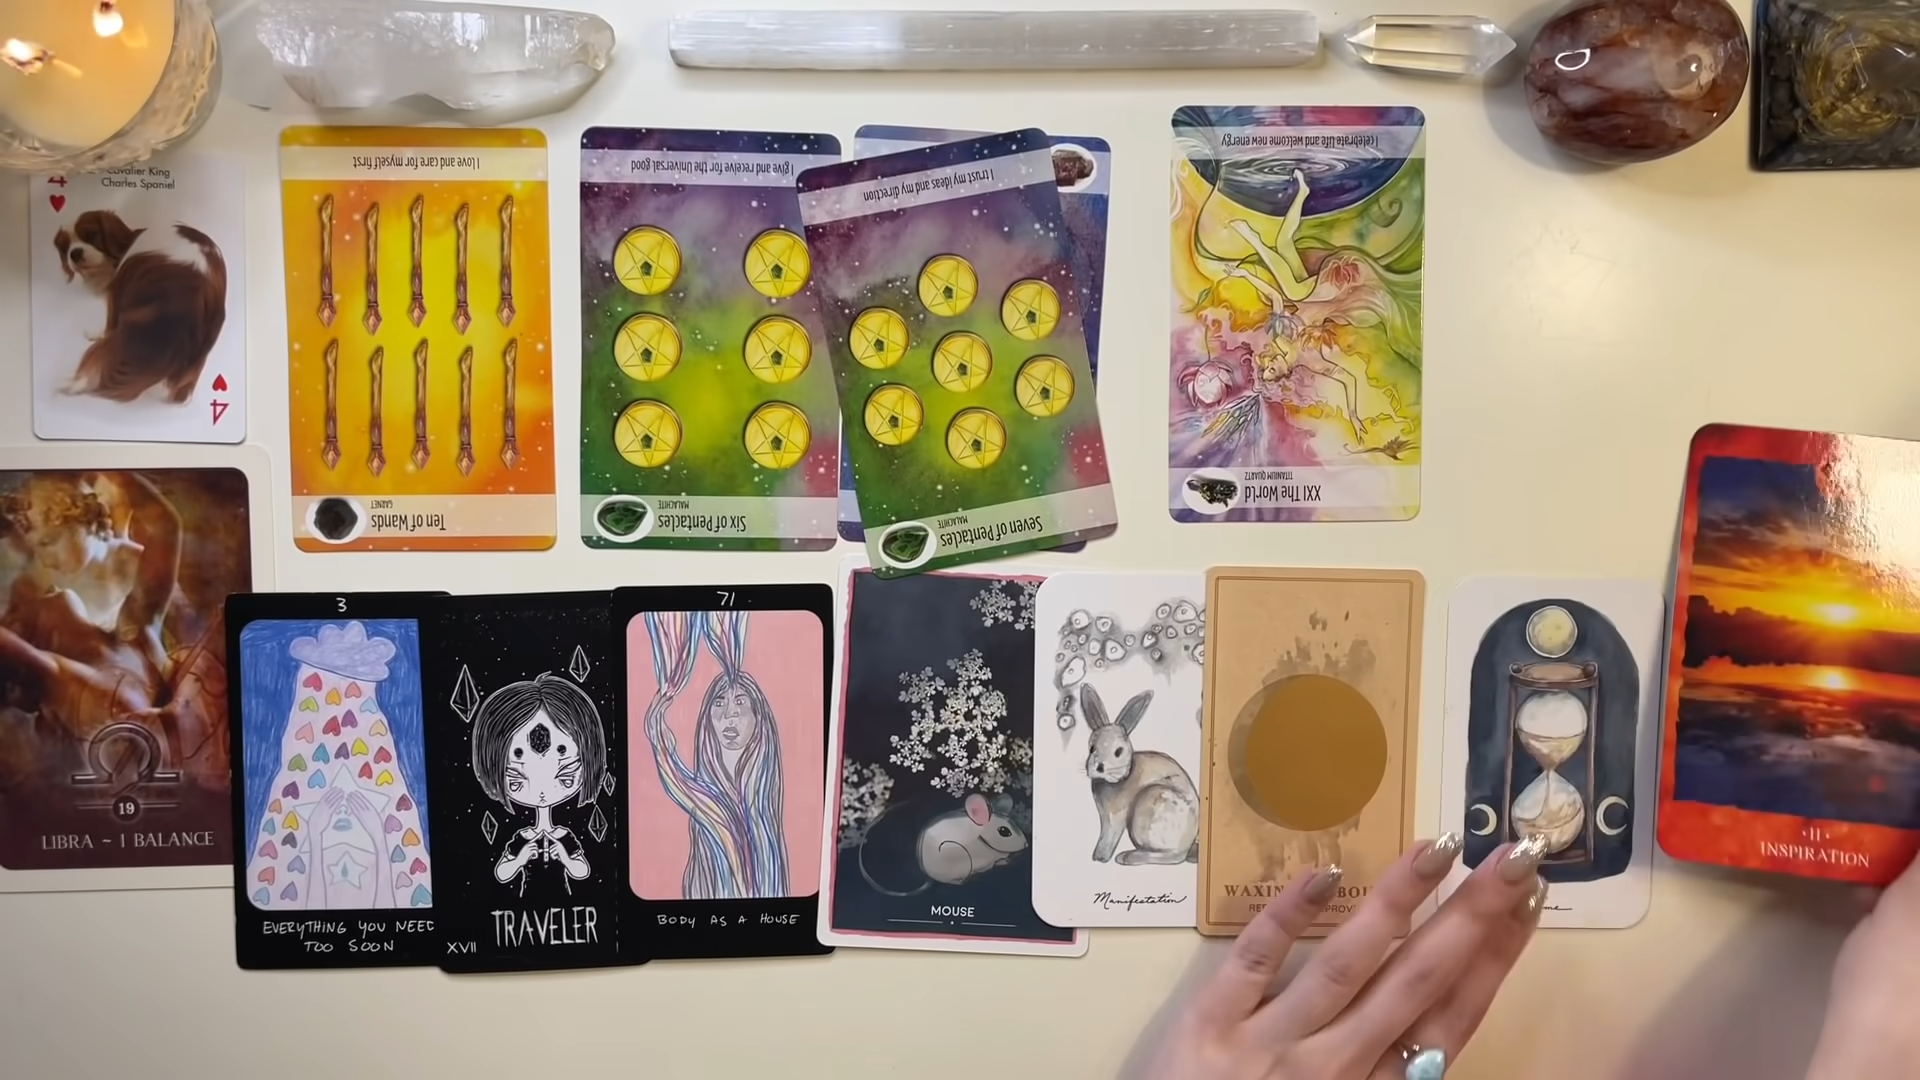 4
Cavalier King
Charles Spaniel
4
I love and care for myself first
Ten of Wands
GARNET
I give and receive for the Universal good
Six of Pentacles
MALACHITE
I trust my ideas and my direction
Seven of Pentacles
MALACHITE
I celebrate life and welcome new energy
XXI The World
TITANIUM QUARTZ
19
LIBRA ~ I BALANCE
3
EVERYTHING YOU NEED
TOO SOON
XVII TRAVELER
71
BODY AS A HOUSE
MOUSE
Manifestation
·11·
INSPIRATION